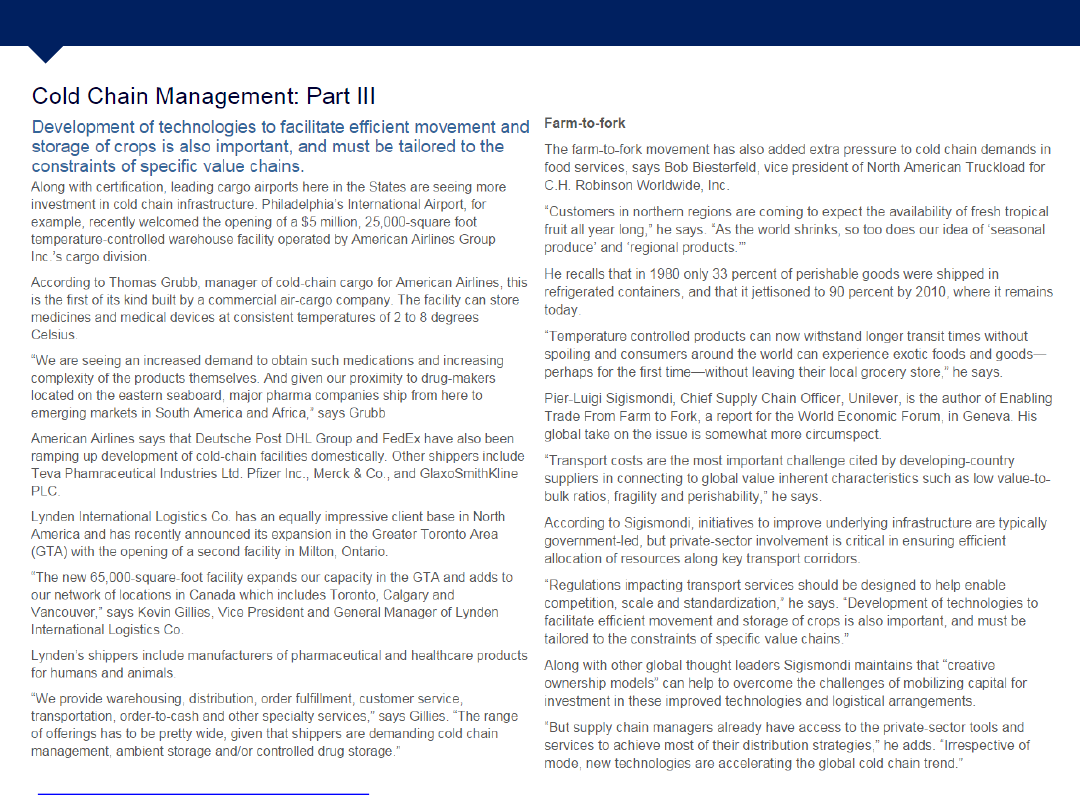 Cold Chain Management: Part III
Development of technologies to facilitate efficient movement and
storage of crops is also important, and must be tailored to the
constraints of specific value chains.
Along with certification, leading cargo airports here in the States are seeing more
investment in cold chain infrastructure. Philadelphia's International Airport, for
example, recently welcomed the opening of a $5 million, 25,000-square foot
temperature-controlled warehouse facility operated by American Airlines Group
Inc.'s cargo division.
According to Thomas Grubb, manager of cold-chain cargo for American Airlines, this
is the first of its kind built by a commercial air-cargo company. The facility can store
medicines and medical devices at consistent temperatures of 2 to 8 degrees
Celsius.
“We are seeing an increased demand to obtain such medications and increasing
complexity of the products themselves. And given our proximity to drug-makers
located on the eastern seaboard, major pharma companies ship from here to
emerging markets in South America and Africa,” says Grubb
American Airlines says that Deutsche Post DHL Group and FedEx have also been
ramping up development of cold-chain facilities domestically. Other shippers include
Teva Phamraceutical Industries Ltd. Pfizer Inc., Merck & Co., and GlaxoSmithKline
PLC.
Lynden International Logistics Co. has an equally impressive client base in North
America and has recently announced its expansion in the Greater Toronto Area
(GTA) with the opening of a second facility in Milton, Ontario.
“The new 65,000-square-foot facility expands our capacity in the GTA and adds to
our network of locations in Canada which includes Toronto, Calgary and
Vancouver,” says Kevin Gillies, Vice President and General Manager of Lynden
International Logistics Co.
Lynden's shippers include manufacturers of pharmaceutical and healthcare products
for humans and animals.
“We provide warehousing, distribution, order fulfillment, customer service,
transportation, order-to-cash and other specialty services,” says Gillies. “The range
of offerings has to be pretty wide, given that shippers are demanding cold chain
management, ambient storage and/or controlled drug storage.”
Farm-to-fork
The farm-to-fork movement has also added extra pressure to cold chain demands in
food services, says Bob Biesterfeld, vice president of North American Truckload for
C.H. Robinson Worldwide, Inc.
“Customers in northern regions are coming to expect the availability of fresh tropical
fruit all year long,” he says. “As the world shrinks, so too does our idea of ‘seasonal
produce’ and ‘regional products.’”
He recalls that in 1980 only 33 percent of perishable goods were shipped in
refrigerated containers, and that it jettisoned to 90 percent by 2010, where it remains
today.
“Temperature controlled products can now withstand longer transit times without
spoiling and consumers around the world can experience exotic foods and goods—
perhaps for the first time—without leaving their local grocery store,” he says.
Pier-Luigi Sigismondi, Chief Supply Chain Officer, Unilever, is the author of Enabling
Trade From Farm to Fork, a report for the World Economic Forum, in Geneva. His
global take on the issue is somewhat more circumspect.
“Transport costs are the most important challenge cited by developing-country
suppliers in connecting to global value inherent characteristics such as low value-to-
bulk ratios, fragility and perishability,” he says.
According to Sigismondi, initiatives to improve underlying infrastructure are typically
government-led, but private-sector involvement is critical in ensuring efficient
allocation of resources along key transport corridors.
“Regulations impacting transport services should be designed to help enable
competition, scale and standardization,” he says. “Development of technologies to
facilitate efficient movement and storage of crops is also important, and must be
tailored to the constraints of specific value chains.”
Along with other global thought leaders Sigismondi maintains that “creative
ownership models” can help to overcome the challenges of mobilizing capital for
investment in these improved technologies and logistical arrangements.
“But supply chain managers already have access to the private-sector tools and
services to achieve most of their distribution strategies,” he adds. “Irrespective of
mode, new technologies are accelerating the global cold chain trend.”